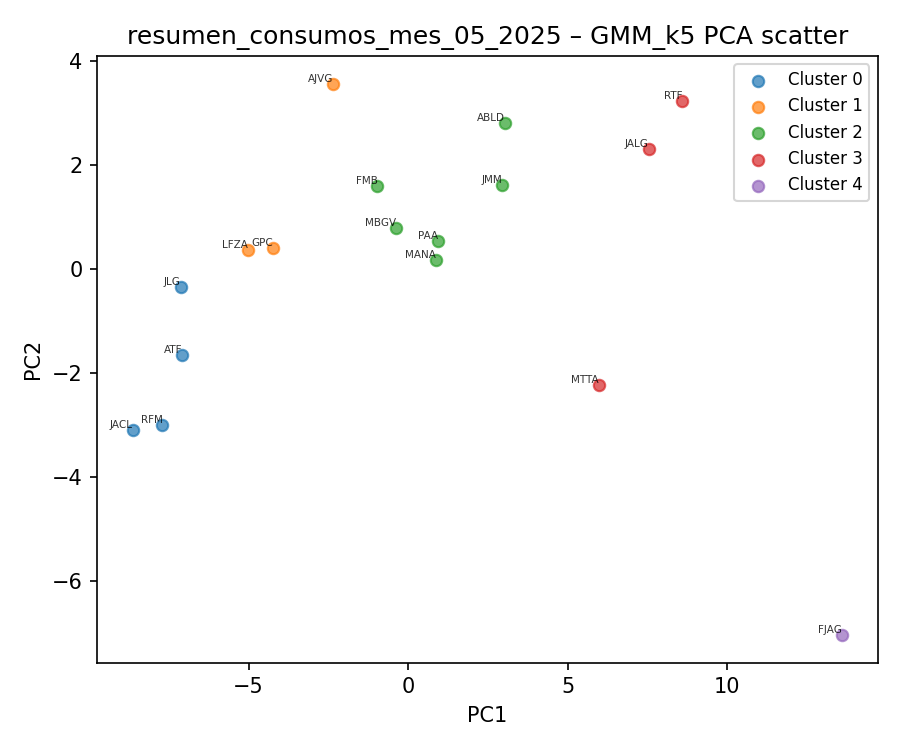 resumen_consumos_mes_05_2025 – GMM_k5 PCA scatter
Cluster 0
Cluster 1
Cluster 2
Cluster 3
Cluster 4
AJVG
RTF
ABLD
JALG
FMB
JMM
MBGV
PAA
LFZA
GPC
MANA
JLG
ATF
MTTA
JACL
RFM
FJAG
4
2
0
−2
−4
−6
PC2
−5
0
5
10
PC1